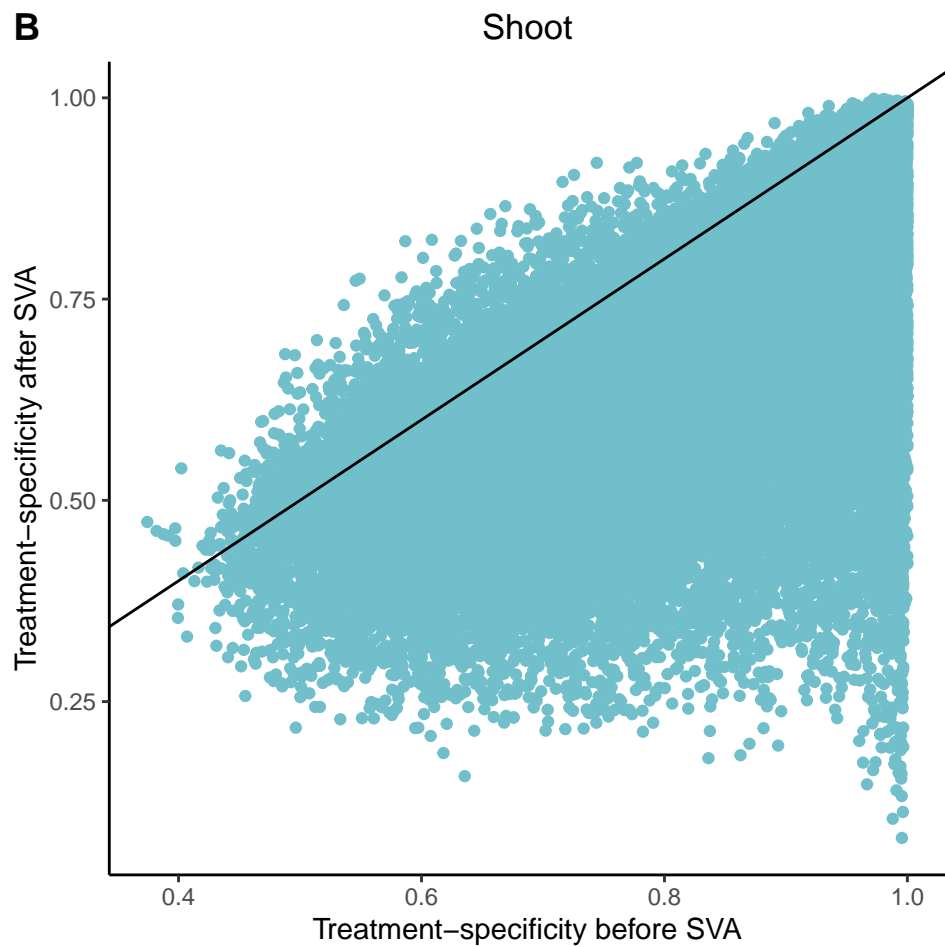 B
Shoot
Treatment−specificity after SVA
1.00
0.75
0.50
0.25
0.4 0.6 0.8 1.0
Treatment−specificity before SVA